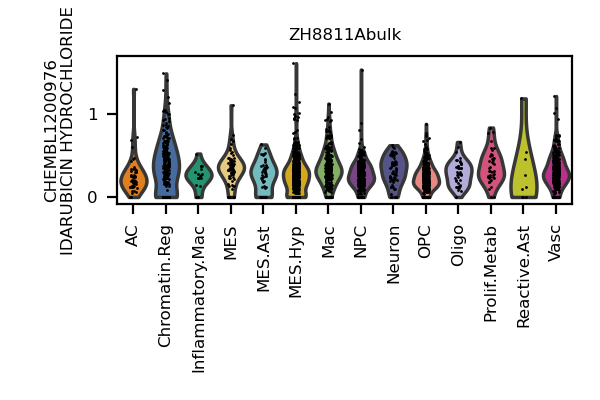 ZH8811Abulk
CHEMBL1200976
IDARUBICIN HYDROCHLORIDE
1
0
AC
Chromatin.Reg
Inflammatory.Mac
MES
MES.Ast
MES.Hyp
Mac
NPC
Neuron
OPC
Oligo
Prolif.Metab
Reactive.Ast
Vasc